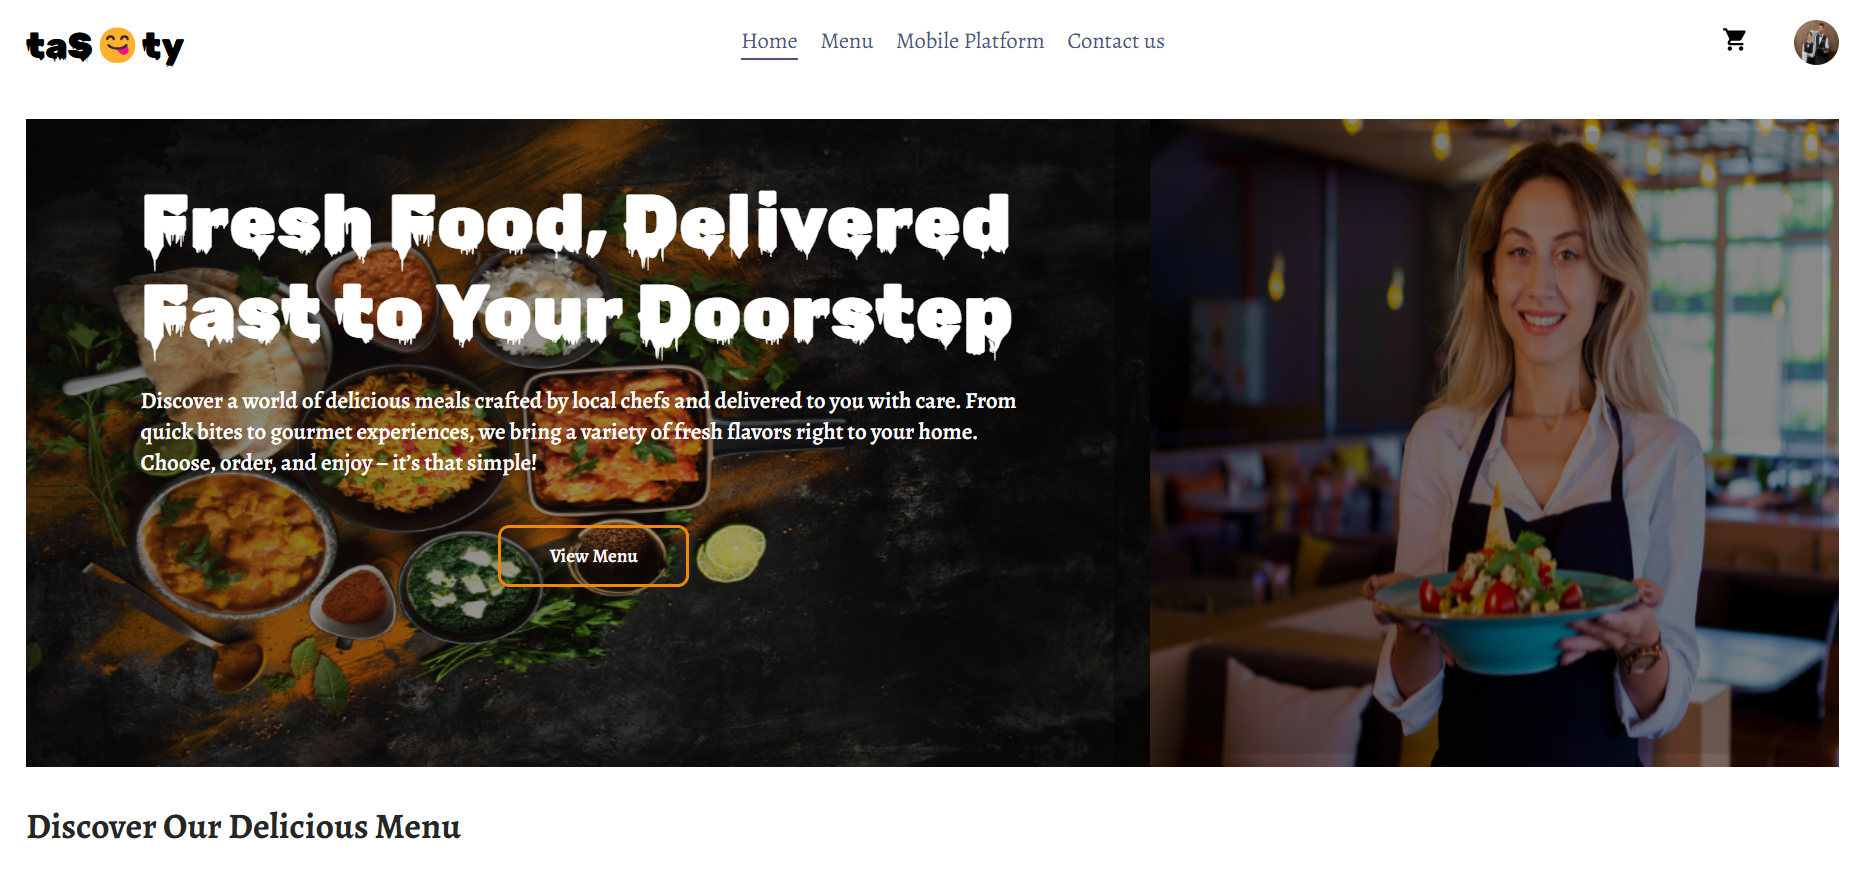 taS😋ty
Home Menu Mobile Platform Contact us
Fresh Food, Delivered
Fast to Your Doorstep
Discover a world of delicious meals crafted by local chefs and delivered to you with care. From
quick bites to gourmet experiences, we bring a variety of fresh flavors right to your home.
Choose, order, and enjoy – it’s that simple!
View Menu
Discover Our Delicious Menu